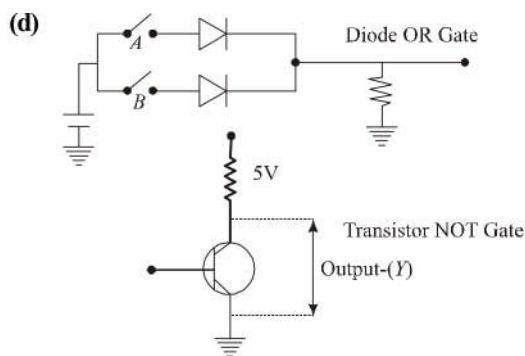 (d)
A
Diode OR Gate
B
5V
Transistor NOT Gate
Output-(Y)